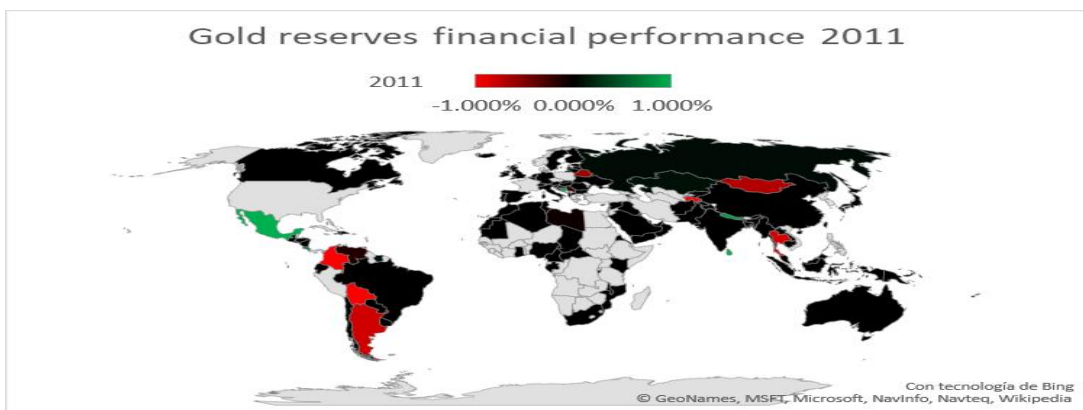 Gold reserves financial performance 2011
2011
-1.000% 0.000% 1.000%
Con tecnología de Bing
© GeoNames, MSFT, Microsoft, NavInfo, Navteq, Wikipedia